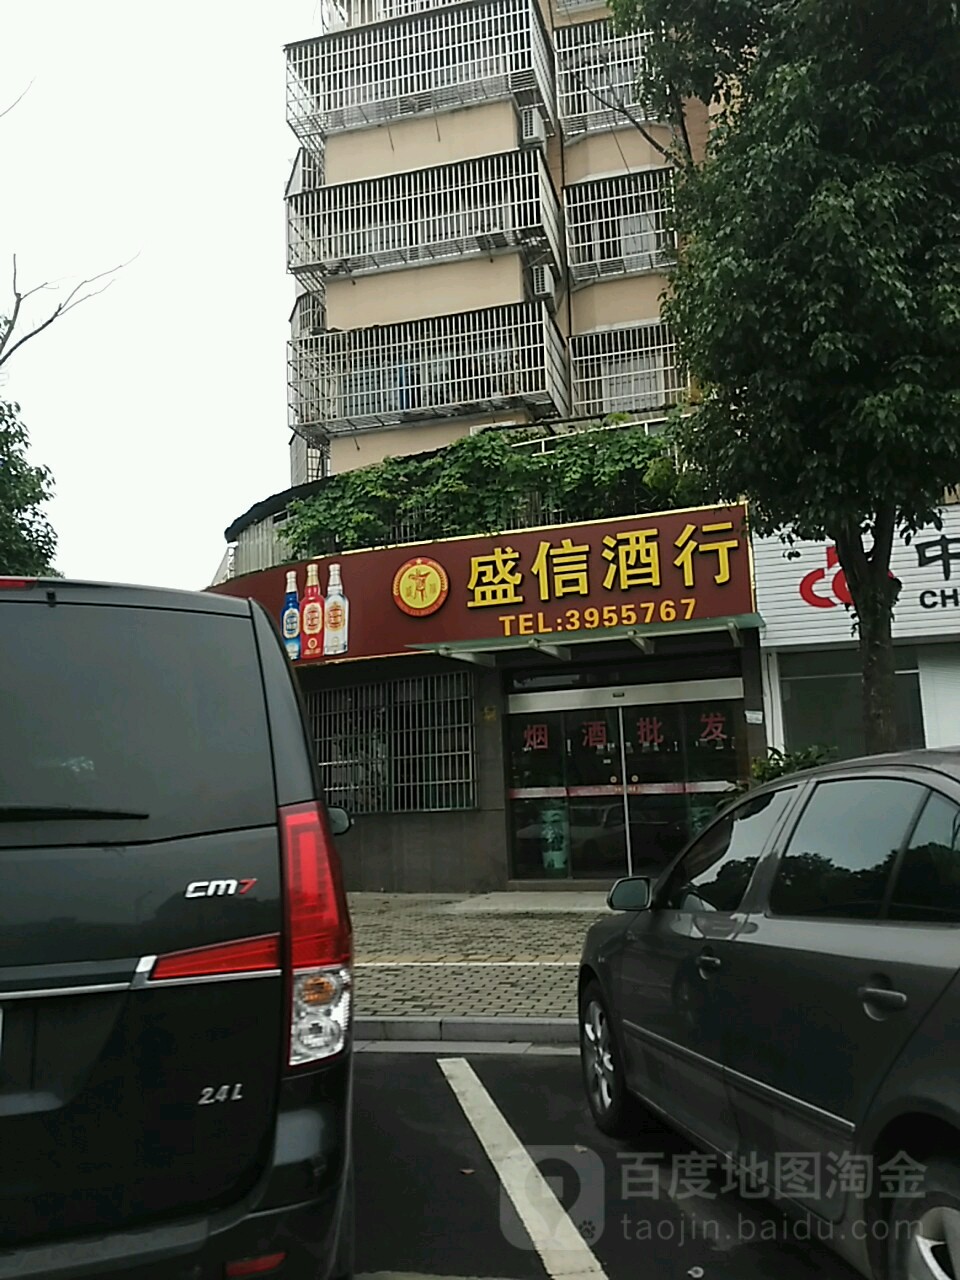 盛信酒行
TEL:3955767
中
CH
烟 酒 批 发
cm7
2.4L
百度地图淘金
taojin.baidu.com